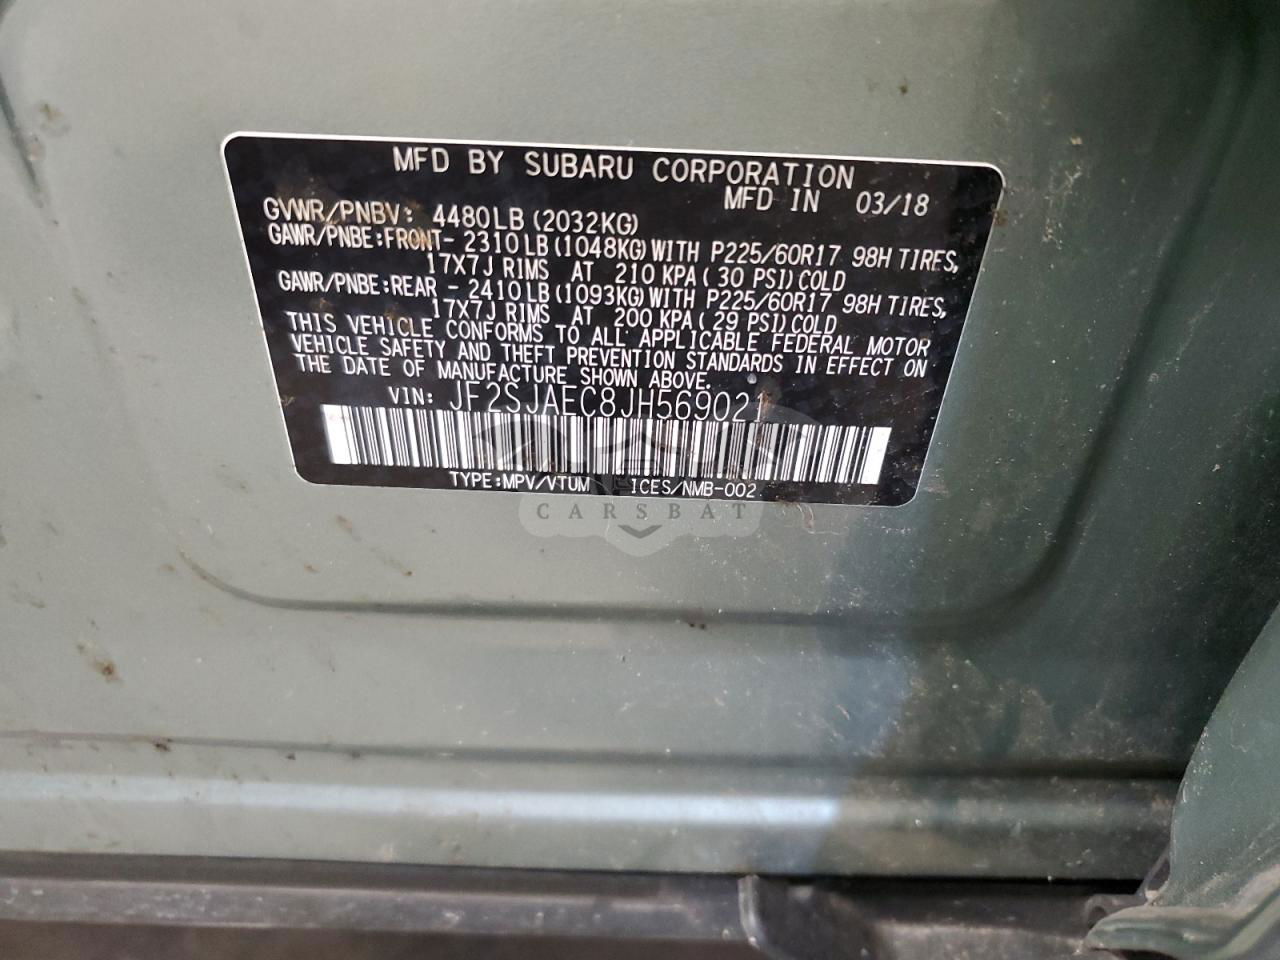 MFD BY SUBARU CORPORATION
MFD IN 03/18
GVWR/PNBV: 4480LB (2032KG)
GAWR/PNBE:FRONT- 2310LB (1048KG) WITH P225/60R17 98H TIRES,
17X7J RIMS AT 210 KPA ( 30 PSI) COLD
GAWR/PNBE:REAR - 2410LB (1093KG) WITH P225/60R17 98H TIRES,
17X7J RIMS AT 200 KPA ( 29 PSI) COLD
THIS VEHICLE CONFORMS TO ALL APPLICABLE FEDERAL MOTOR
VEHICLE SAFETY AND THEFT PREVENTION STANDARDS IN EFFECT ON
THE DATE OF MANUFACTURE SHOWN ABOVE.
VIN: JF2SJAEC8JH569021
TYPE:MPV/VTUM ICES/NMB-002
CARSBAT